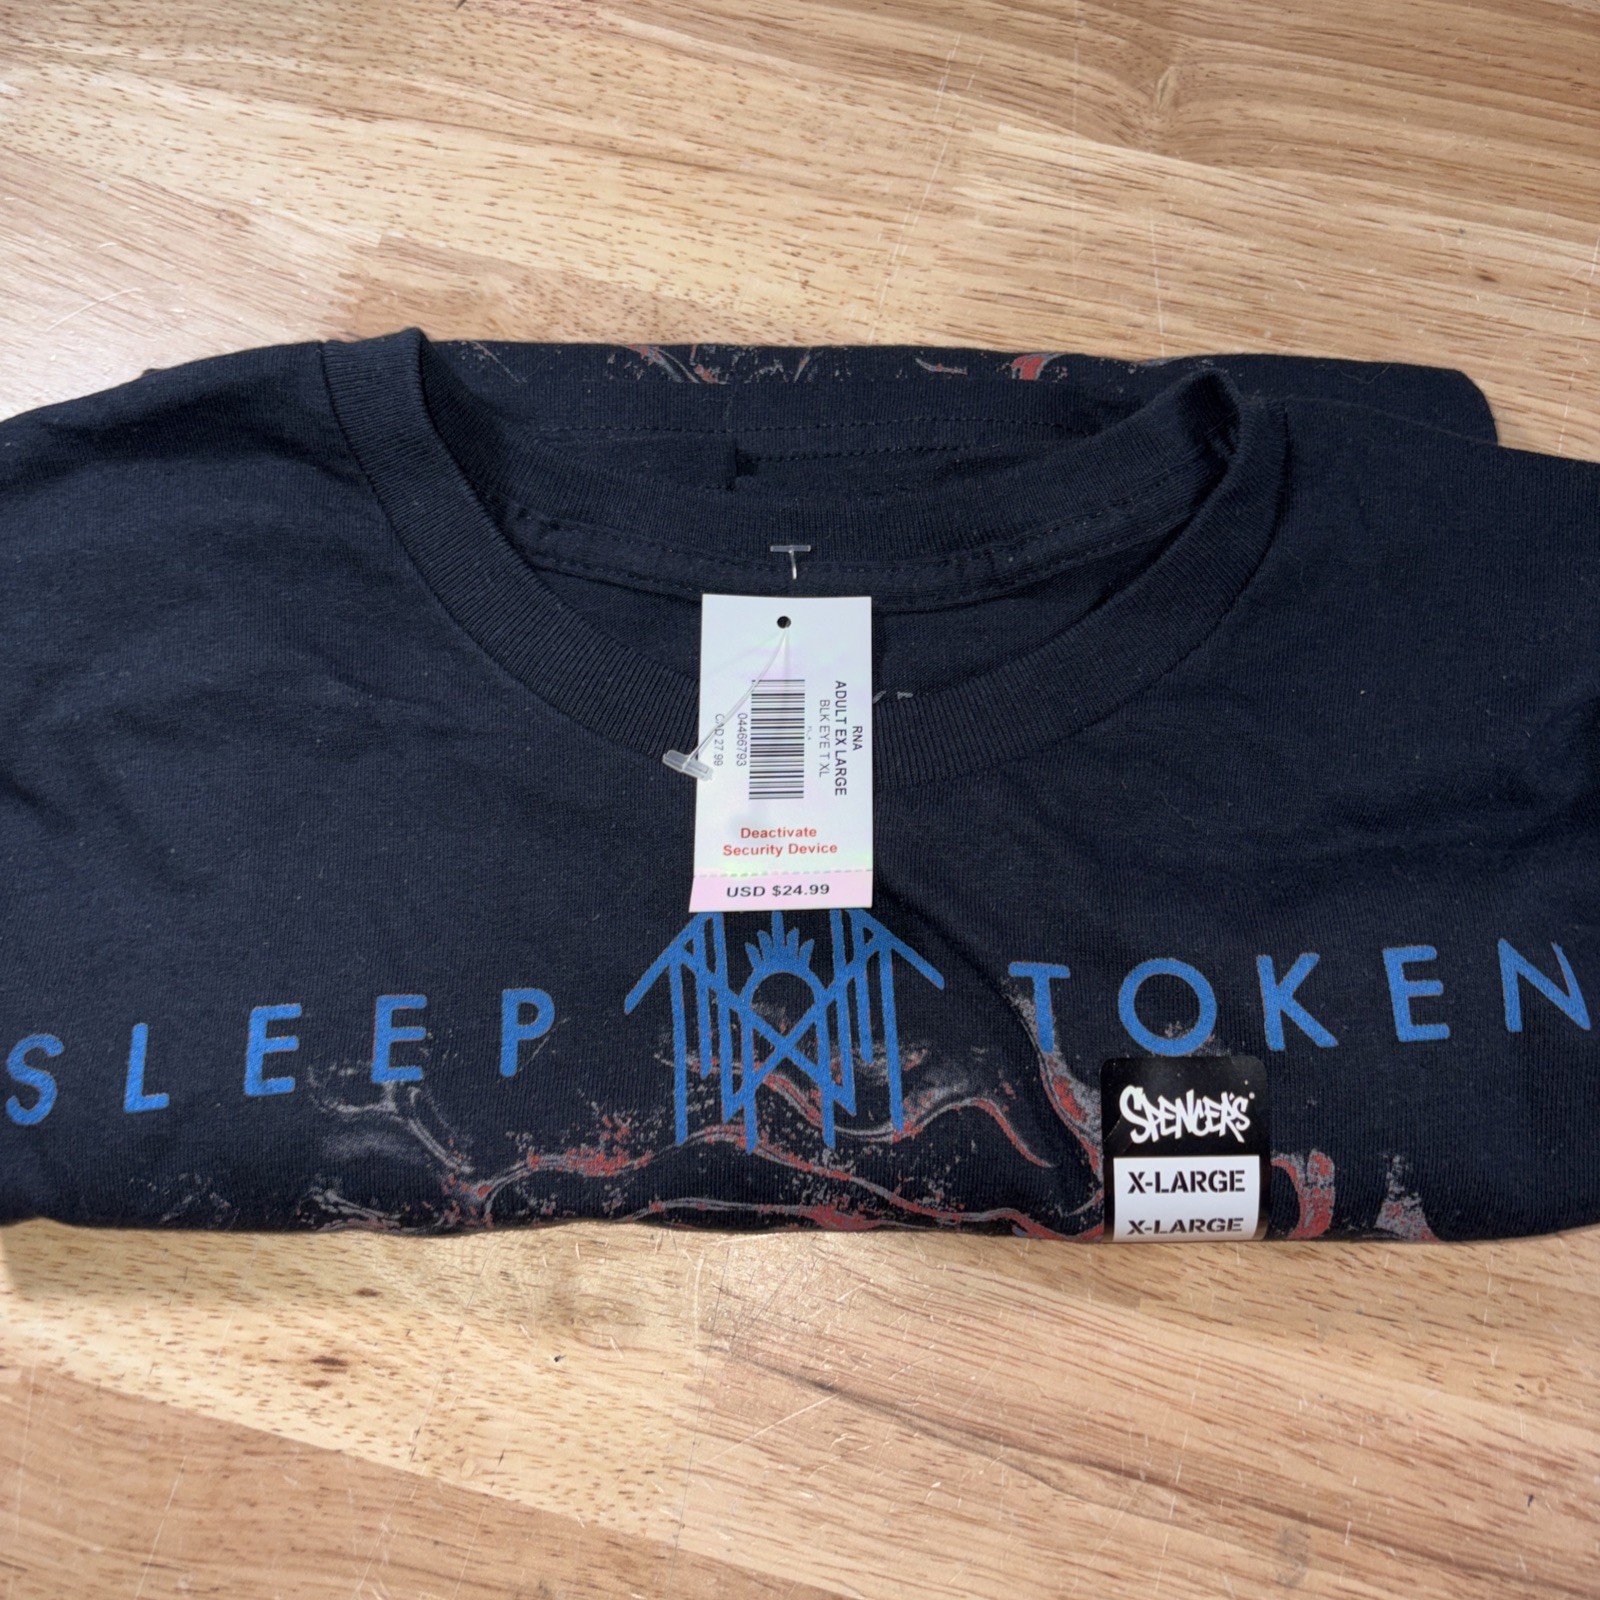 RNA
ADULT EX LARGE
BLK EYE T XL
04466793
CAD 27.99
Deactivate
Security Device
USD $24.99
SLEEP TOKEN
SPENCER'S
X-LARGE
X-LARGE